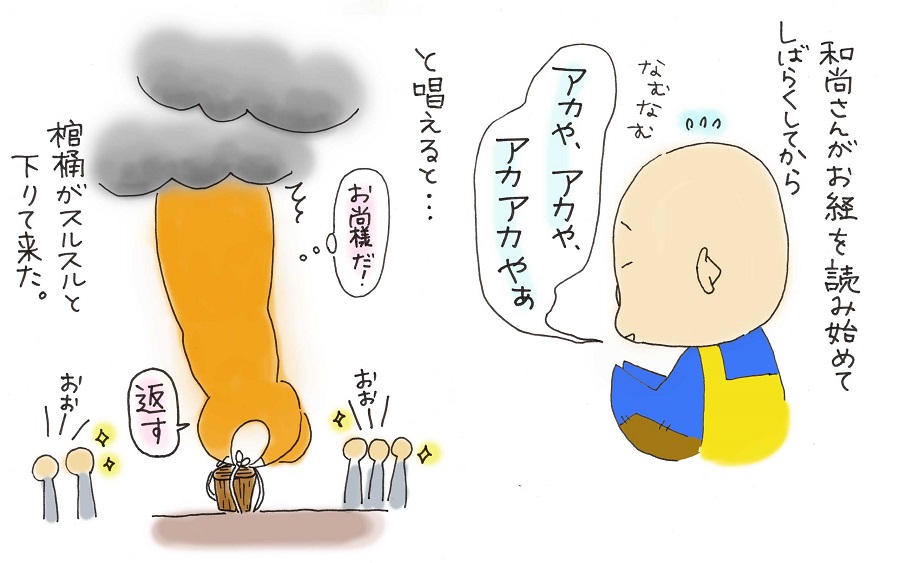 和尚さんがお経を読み始めて
しばらくしてから
なむなむ
アカや、アカや、
アカアカやぁ
と唱えると…
お尚様だ!
返す
おぉ
おぉ
棺桶がスルスルと
下りて来た。